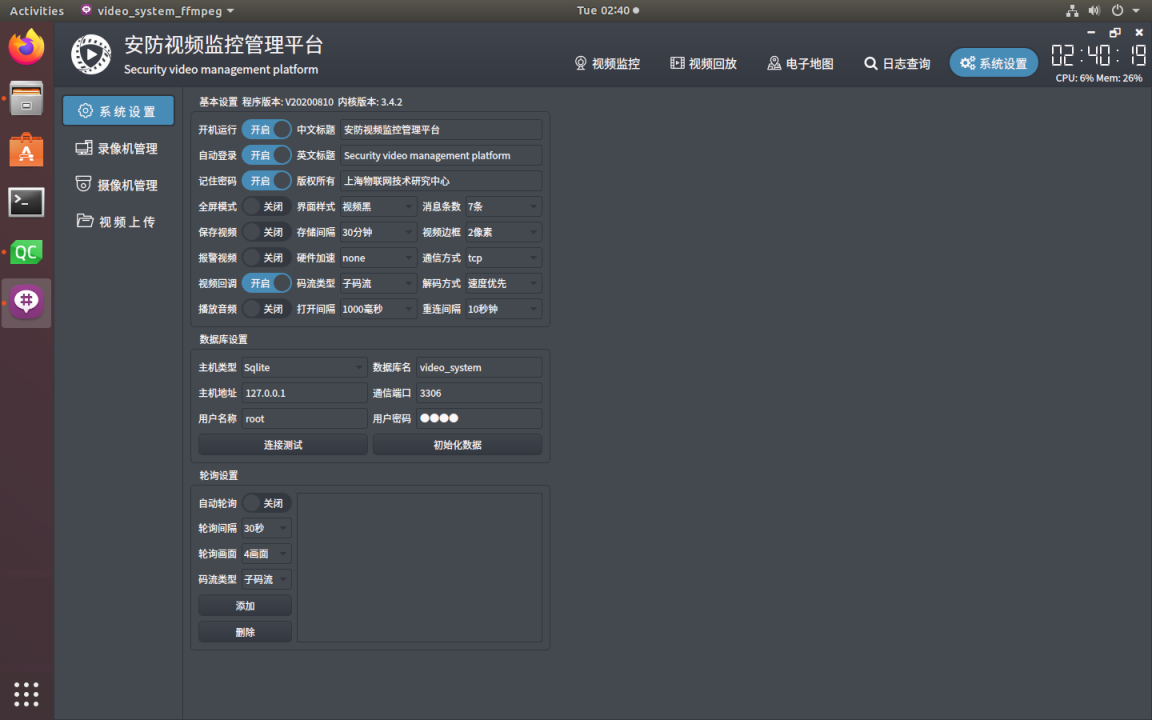 Activities video_system_ffmpeg Tue 02:40
安防视频监控管理平台
Security video management platform
视频监控 视频回放 电子地图 日志查询 系统设置
02:40:19
CPU: 6% Mem: 26%
系统设置
录像机管理
摄像机管理
视频上传
基本设置 程序版本: V20200810 内核版本: 3.4.2
开机运行 开启 中文标题 安防视频监控管理平台
自动登录 开启 英文标题 Security video management platform
记住密码 开启 版权所有 上海物联网技术研究中心
全屏模式 关闭 界面样式 视频黑 消息条数 7条
保存视频 关闭 存储间隔 30分钟 视频边框 2像素
报警视频 关闭 硬件加速 none 通信方式 tcp
视频回调 开启 码流类型 子码流 解码方式 速度优先
播放音频 关闭 打开间隔 1000毫秒 重连间隔 10秒钟
数据库设置
主机类型 Sqlite 数据库名 video_system
主机地址 127.0.0.1 通信端口 3306
用户名称 root 用户密码 ●●●●
连接测试 初始化数据
轮询设置
自动轮询 关闭
轮询间隔 30秒
轮询画面 4画面
码流类型 子码流
添加
删除
QC